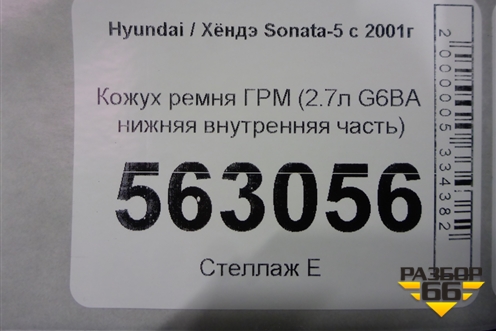 Hyundai / Хёндэ Sonata-5 с 2001г
Кожух ремня ГРМ (2.7л G6BA
нижняя внутренняя часть)
563056
Стеллаж Е
2000005334382
РАЗБОР
66